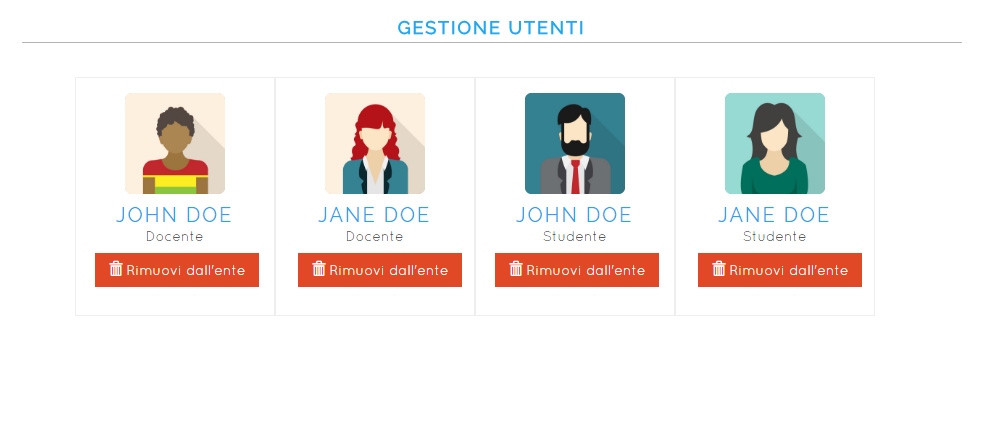 GESTIONE UTENTI
JOHN DOE
Docente
Rimuovi dall'ente
JANE DOE
Docente
Rimuovi dall'ente
JOHN DOE
Studente
Rimuovi dall'ente
JANE DOE
Studente
Rimuovi dall'ente